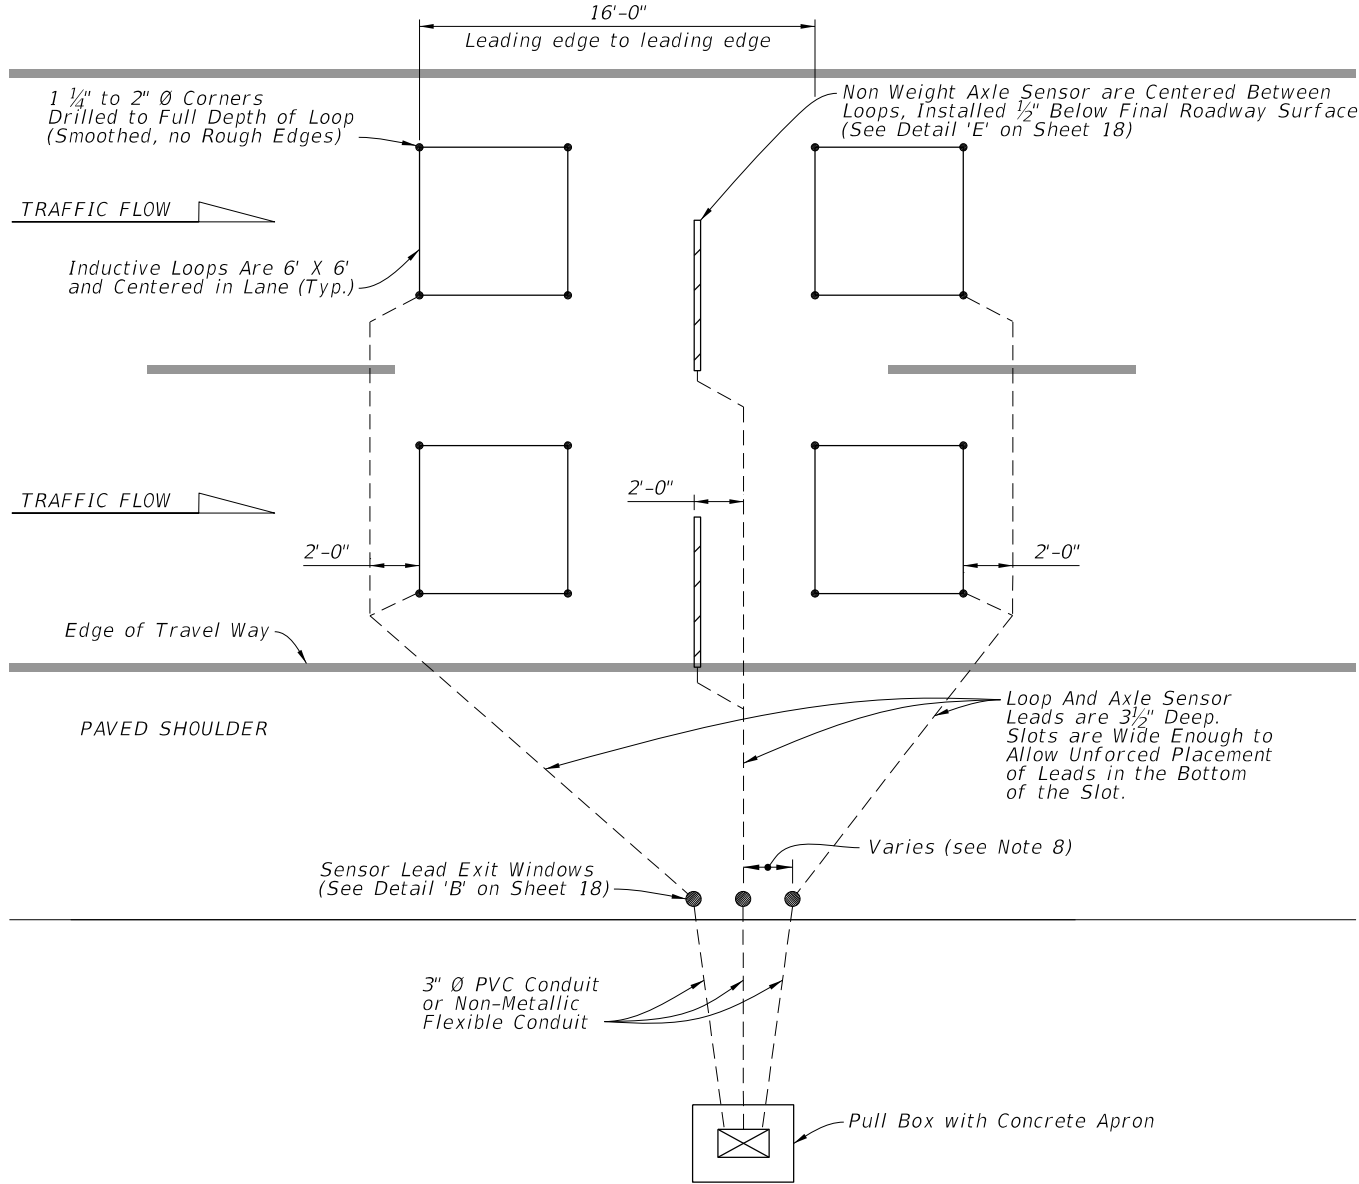 16'-0"
Leading edge to leading edge
1 ¼" to 2" Ø Corners
Drilled to Full Depth of Loop
(Smoothed, no Rough Edges)
Non Weight Axle Sensor are Centered Between
Loops, Installed ½" Below Final Roadway Surface
(See Detail 'E' on Sheet 18)
TRAFFIC FLOW
Inductive Loops Are 6' X 6'
and Centered in Lane (Typ.)
TRAFFIC FLOW
2'-0"
2'-0"
2'-0"
Edge of Travel Way
PAVED SHOULDER
Loop And Axle Sensor
Leads are 3½" Deep.
Slots are Wide Enough to
Allow Unforced Placement
of Leads in the Bottom
of the Slot.
Varies (see Note 8)
Sensor Lead Exit Windows
(See Detail 'B' on Sheet 18)
3" Ø PVC Conduit
or Non-Metallic
Flexible Conduit
Pull Box with Concrete Apron